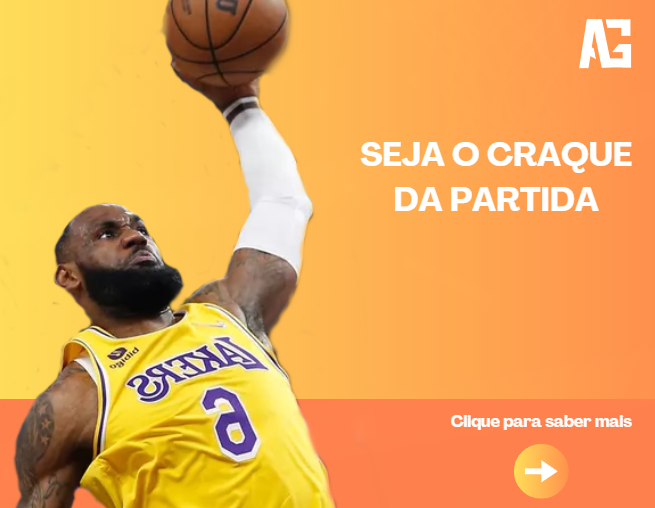 AG
SEJA O CRAQUE
DA PARTIDA
bibigo
LAKERS
6
Clique para saber mais